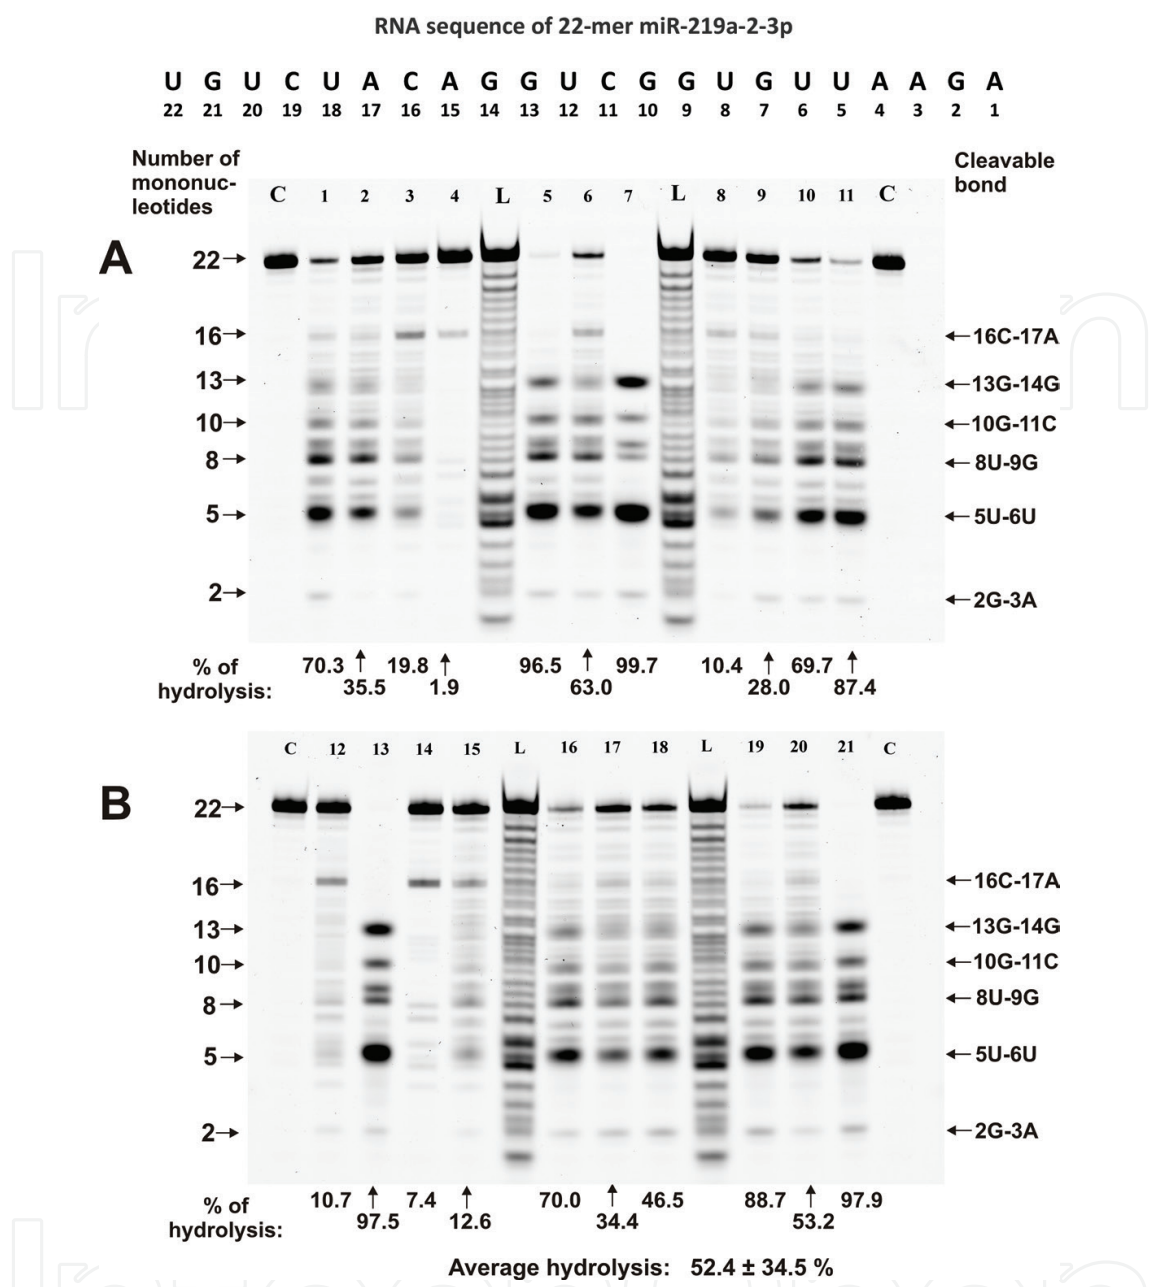 RNA sequence of 22-mer miR-219a-2-3p
U G U C U A C A G G U C G G U G U U A A G A
22 21 20 19 18 17 16 15 14 13 12 11 10 9 8 7 6 5 4 3 2 1
Number of
mononuc-
leotides
Cleavable
bond
C 1 2 3 4 L 5 6 7 L 8 9 10 11 C
A
22→
16→ ←16C-17A
13→ ←13G-14G
10→ ←10G-11C
8→ ←8U-9G
5→ ←5U-6U
2→ ←2G-3A
% of
hydrolysis:
70.3 ↑ 19.8 ↑ 96.5 ↑ 99.7 10.4 ↑ 69.7 ↑
35.5 1.9 63.0 28.0 87.4
C 12 13 14 15 L 16 17 18 L 19 20 21 C
B
22→
16→ ←16C-17A
13→ ←13G-14G
10→ ←10G-11C
8→ ←8U-9G
5→ ←5U-6U
2→ ←2G-3A
% of
hydrolysis:
10.7 ↑ 7.4 ↑ 70.0 ↑ 46.5 88.7 ↑ 97.9
97.5 12.6 34.4 53.2
Average hydrolysis: 52.4 ± 34.5 %